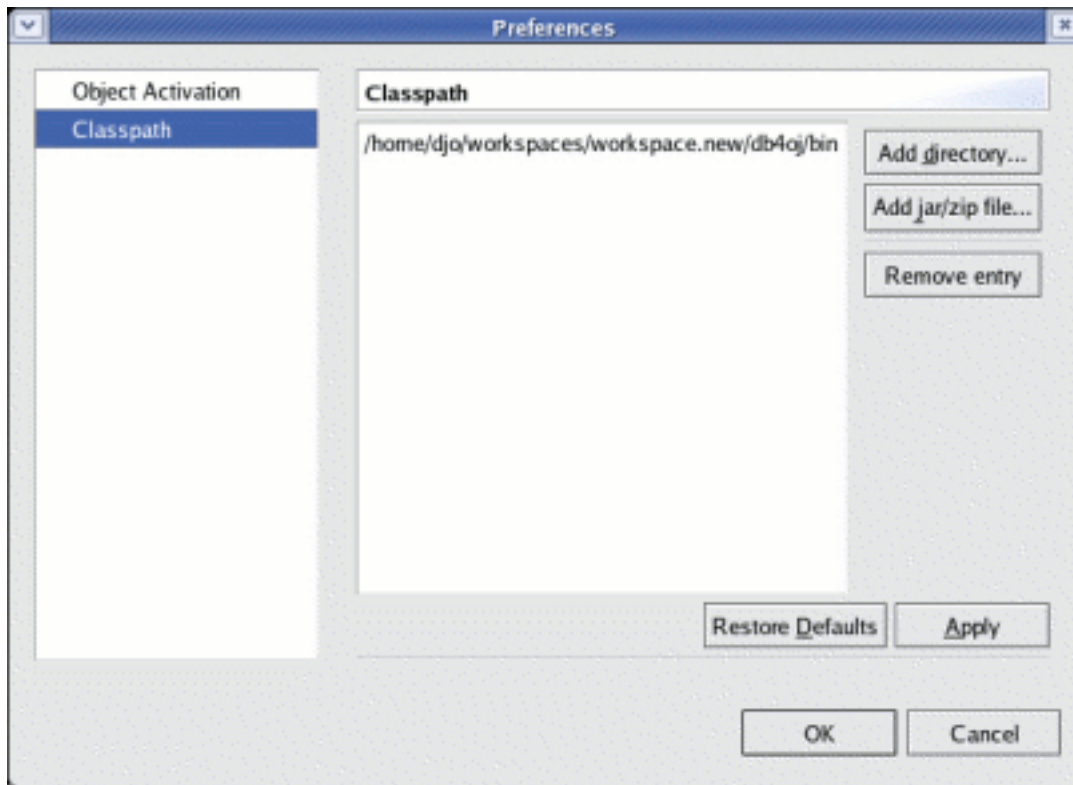 Preferences
Object Activation
Classpath
Classpath
/home/djo/workspaces/workspace.new/db4oj/bin
Add directory...
Add jar/zip file...
Remove entry
Restore Defaults
Apply
OK
Cancel